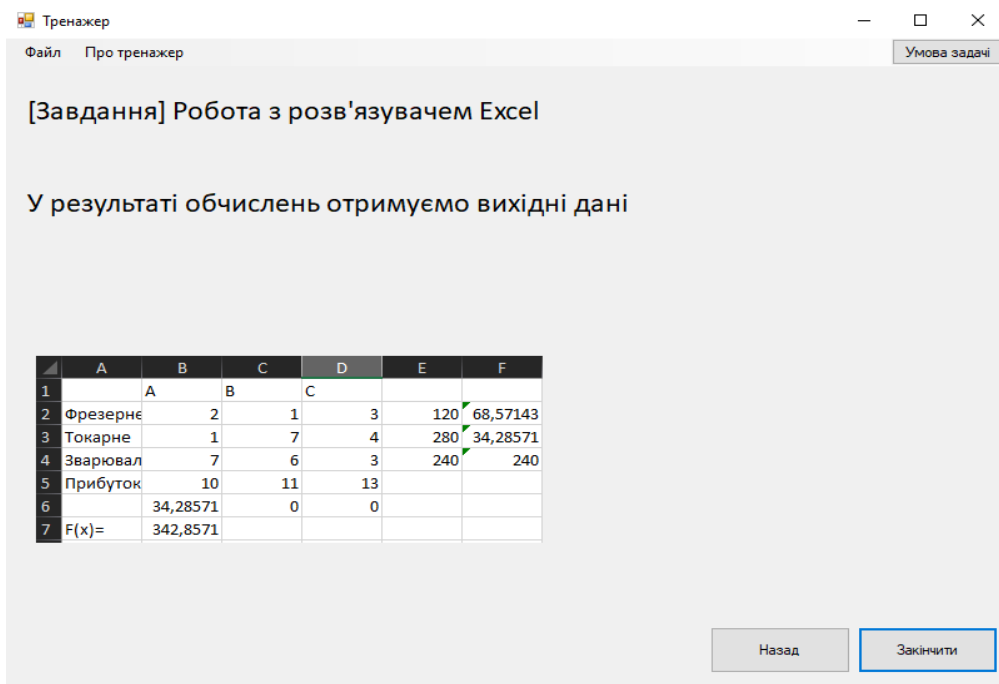 Тренажер
Файл Про тренажер Умова задачі
[Завдання] Робота з розв'язувачем Excel
У результаті обчислень отримуємо вихідні дані
A B C D E F
1 A B C
2 Фрезерне 2 1 3 120 68,57143
3 Токарне 1 7 4 280 34,28571
4 Зварювал 7 6 3 240 240
5 Прибуток 10 11 13
6 34,28571 0 0
7 F(x)= 342,8571
Назад Закінчити